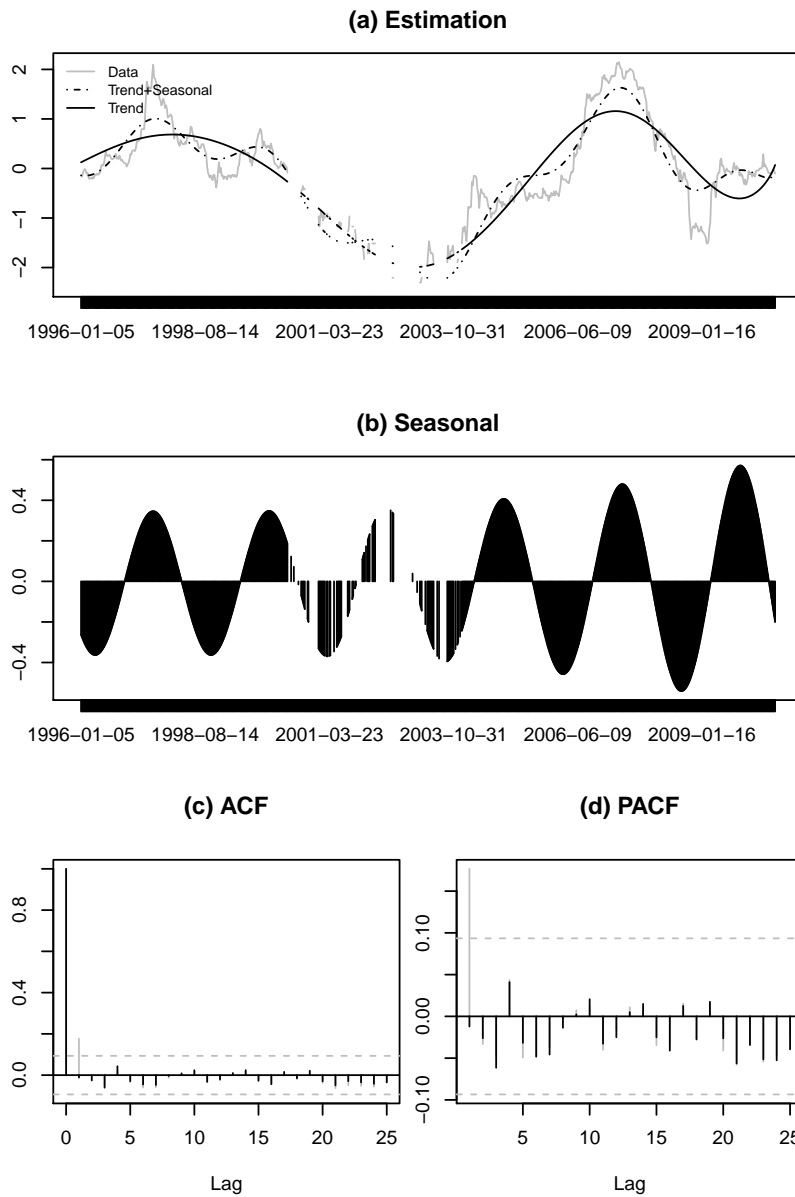 (a) Estimation
2
1
0
−1
−2
Data
Trend+Seasonal
Trend
1996−01−05 1998−08−14 2001−03−23 2003−10−31 2006−06−09 2009−01−16
(b) Seasonal
0.4
0.0
−0.4
1996−01−05 1998−08−14 2001−03−23 2003−10−31 2006−06−09 2009−01−16
(c) ACF
0.8
0.4
0.0
0 5 10 15 20 25
Lag
(d) PACF
0.10
0.00
−0.10
5 10 15 20 25
Lag